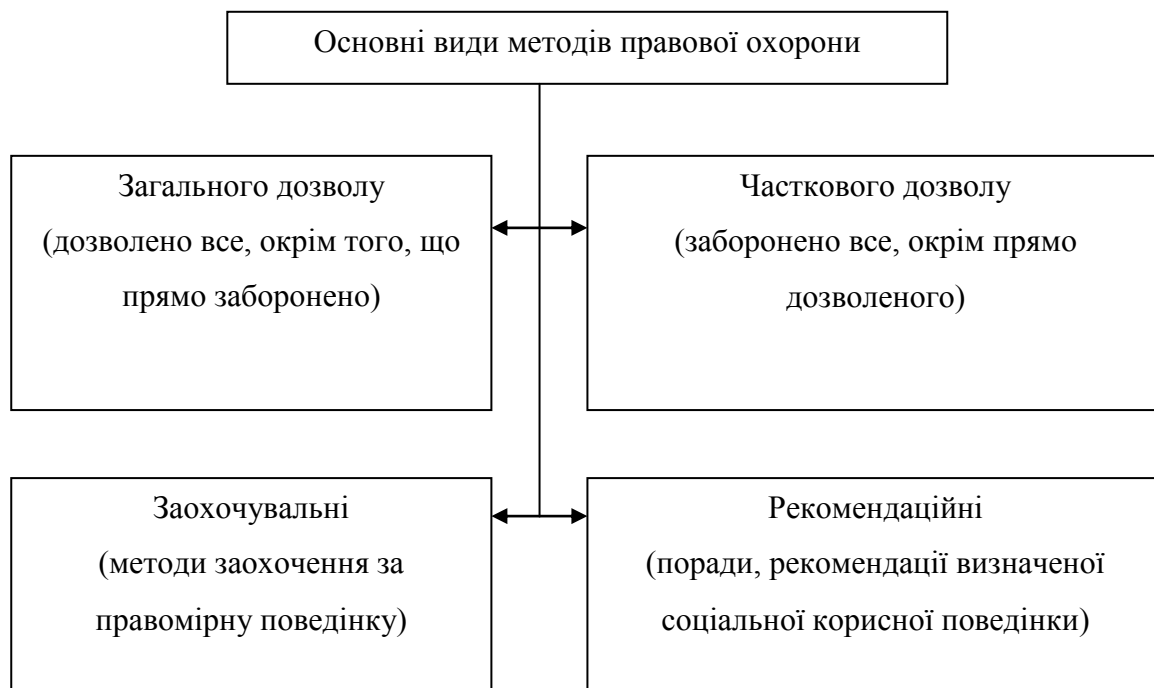 Основні види методів правової охорони
Загального дозволу
(дозволено все, окрім того, що
прямо заборонено)
Часткового дозволу
(заборонено все, окрім прямо
дозволеного)
Заохочувальні
(методи заохочення за
правомірну поведінку)
Рекомендаційні
(поради, рекомендації визначеної
соціальної корисної поведінки)